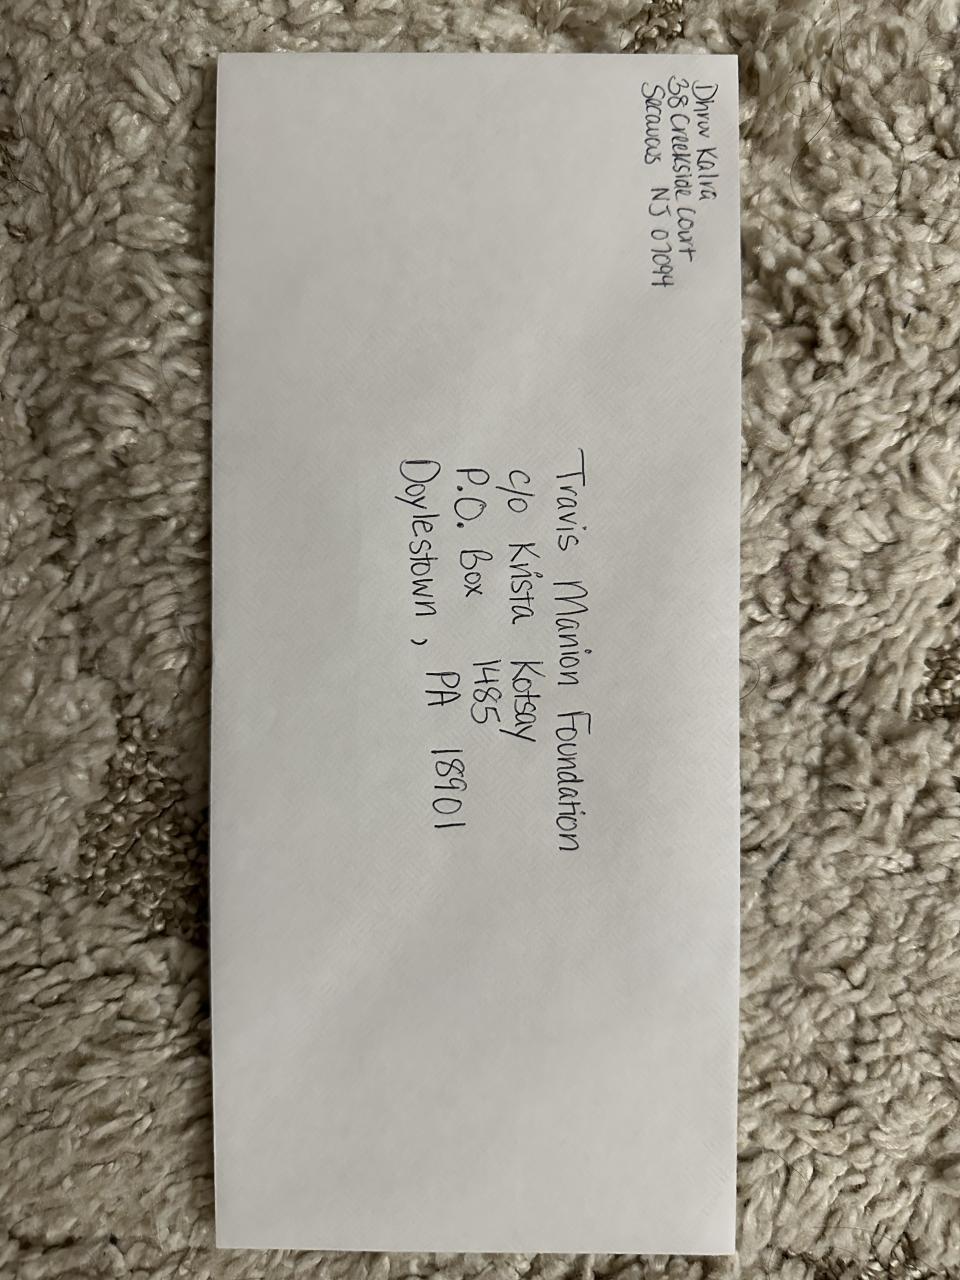 Dhruv Kalra
38 Creekside Court
Secaucus NJ 07094
Travis Manion Foundation
c/o Krista Kotsay
P.O. Box 1485
Doylestown, PA 18901